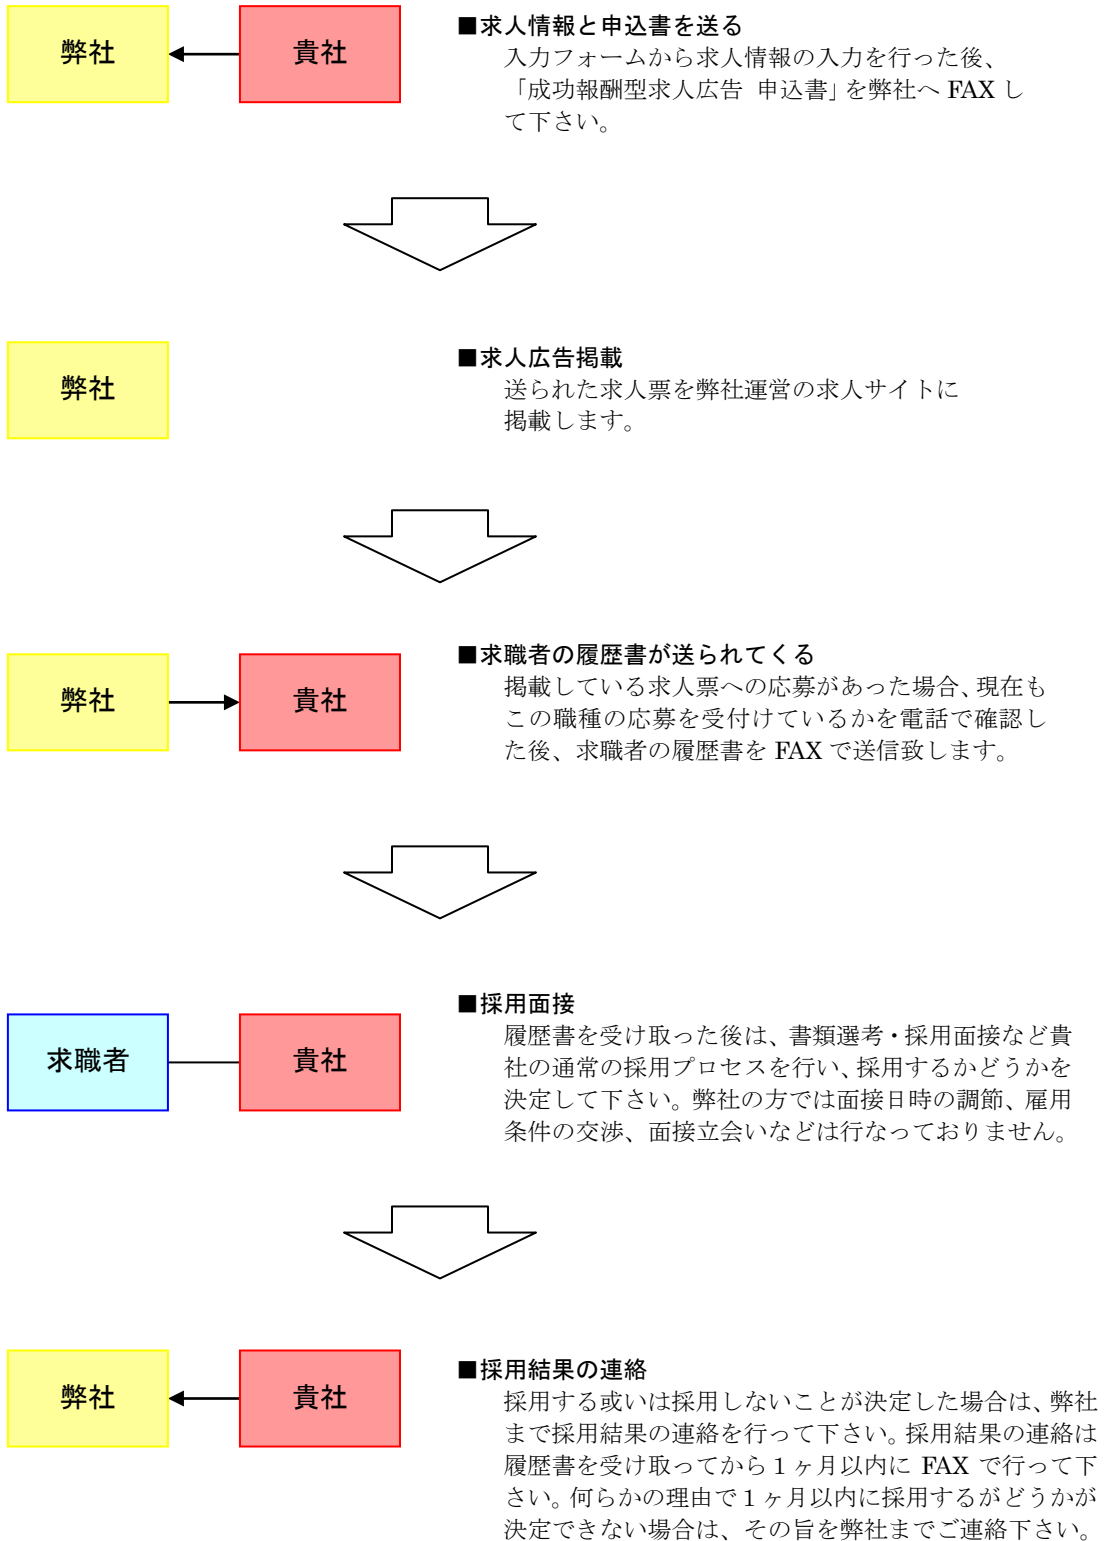 弊社
貴社
■求人情報と申込書を送る
入力フォームから求人情報の入力を行った後、
「成功報酬型求人広告 申込書」を弊社へ FAX し
て下さい。
弊社
■求人広告掲載
送られた求人票を弊社運営の求人サイトに
掲載します。
弊社
貴社
■求職者の履歴書が送られてくる
掲載している求人票への応募があった場合、現在も
この職種の応募を受付けているかを電話で確認し
た後、求職者の履歴書を FAX で送信致します。
求職者
貴社
■採用面接
履歴書を受け取った後は、書類選考・採用面接など貴
社の通常の採用プロセスを行い、採用するかどうかを
決定して下さい。弊社の方では面接日時の調節、雇用
条件の交渉、面接立会いなどは行なっておりません。
弊社
貴社
■採用結果の連絡
採用する或いは採用しないことが決定した場合は、弊社
まで採用結果の連絡を行って下さい。採用結果の連絡は
履歴書を受け取ってから１ヶ月以内に FAX で行って下
さい。何らかの理由で１ヶ月以内に採用するがどうかが
決定できない場合は、その旨を弊社までご連絡下さい。